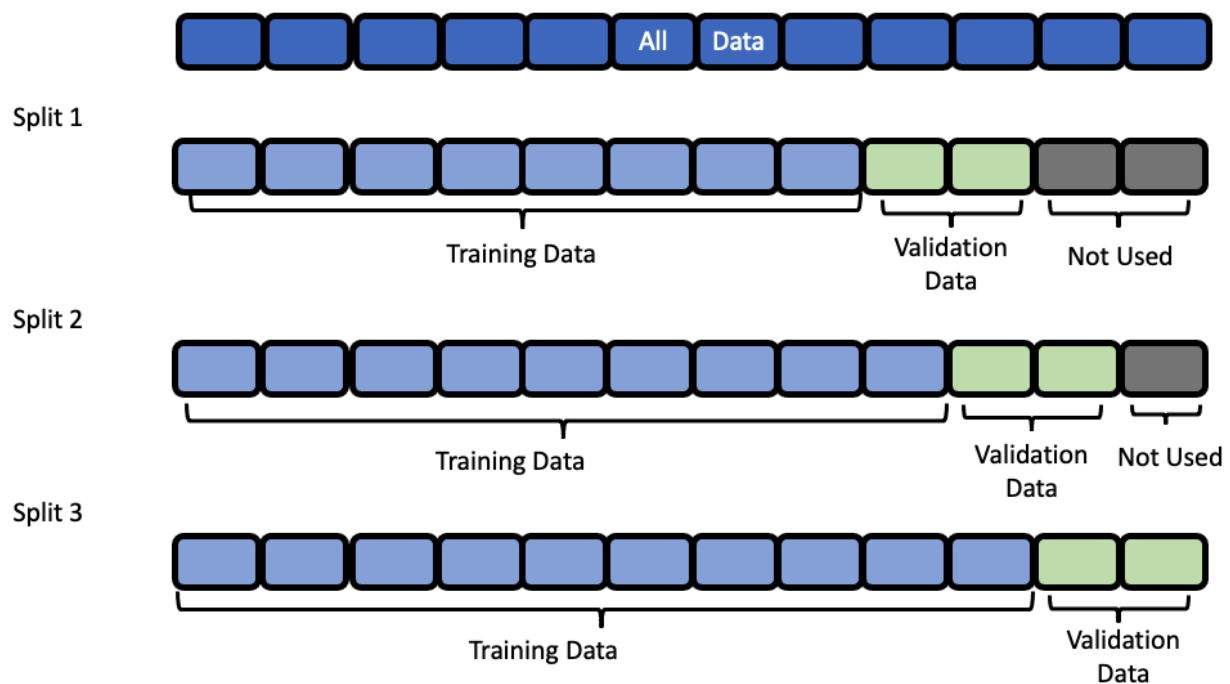 All Data
Split 1
Training Data
Validation
Data
Not Used
Split 2
Training Data
Validation
Data
Not Used
Split 3
Training Data
Validation
Data